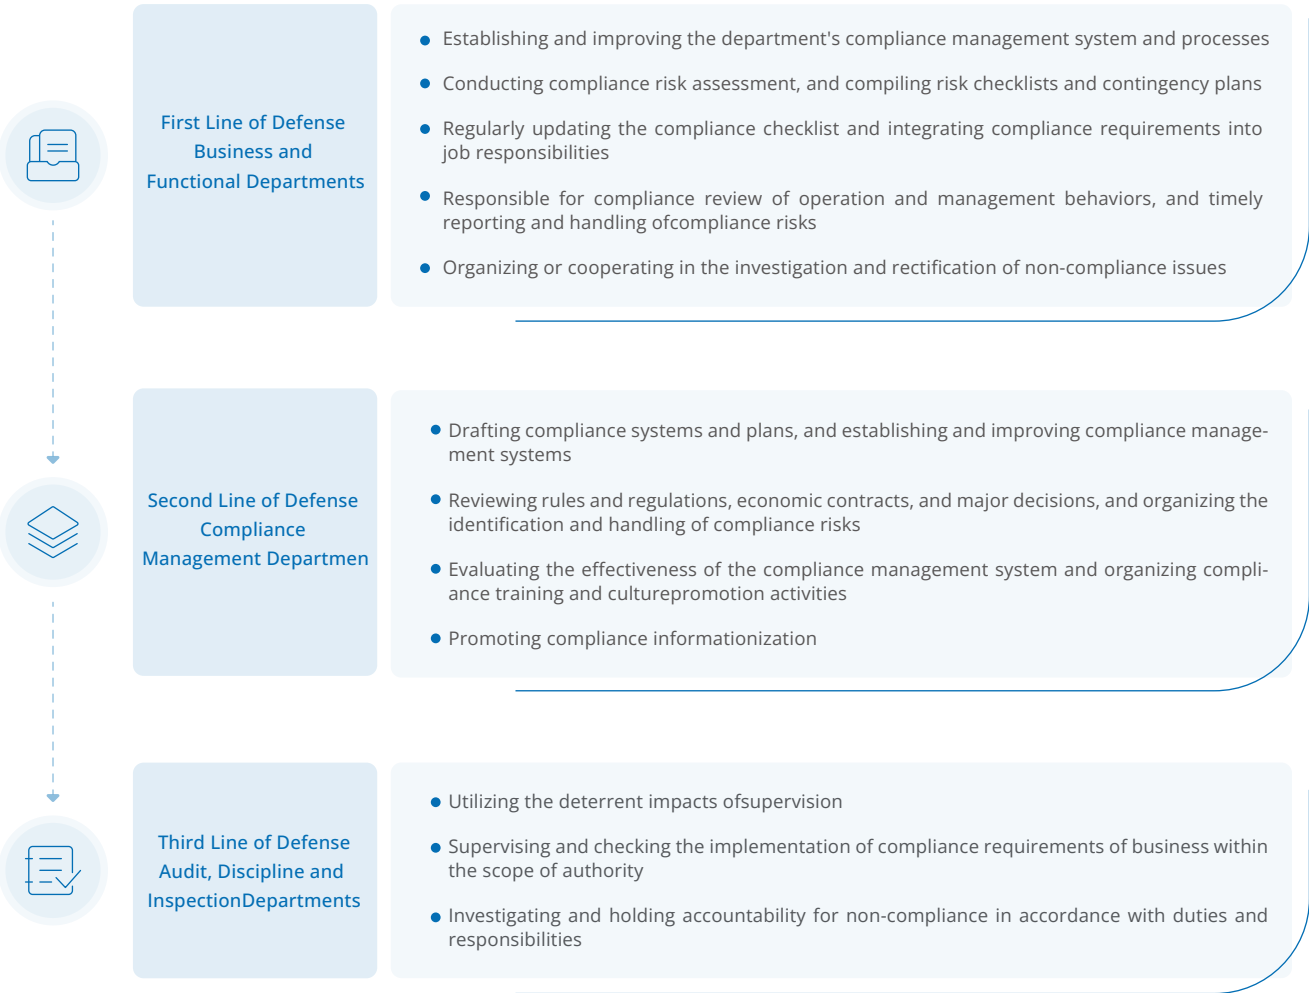 First Line of Defense
Business and
Functional Departments
Establishing and improving the department's compliance management system and processes
Conducting compliance risk assessment, and compiling risk checklists and contingency plans
Regularly updating the compliance checklist and integrating compliance requirements into
job responsibilities
Responsible for compliance review of operation and management behaviors, and timely
reporting and handling ofcompliance risks
Organizing or cooperating in the investigation and rectification of non-compliance issues
Second Line of Defense
Compliance
Management Departmen
Drafting compliance systems and plans, and establishing and improving compliance manage-
ment systems
Reviewing rules and regulations, economic contracts, and major decisions, and organizing the
identification and handling of compliance risks
Evaluating the effectiveness of the compliance management system and organizing compli-
ance training and culturepromotion activities
Promoting compliance informationization
Third Line of Defense
Audit, Discipline and
InspectionDepartments
Utilizing the deterrent impacts ofsupervision
Supervising and checking the implementation of compliance requirements of business within
the scope of authority
Investigating and holding accountability for non-compliance in accordance with duties and
responsibilities